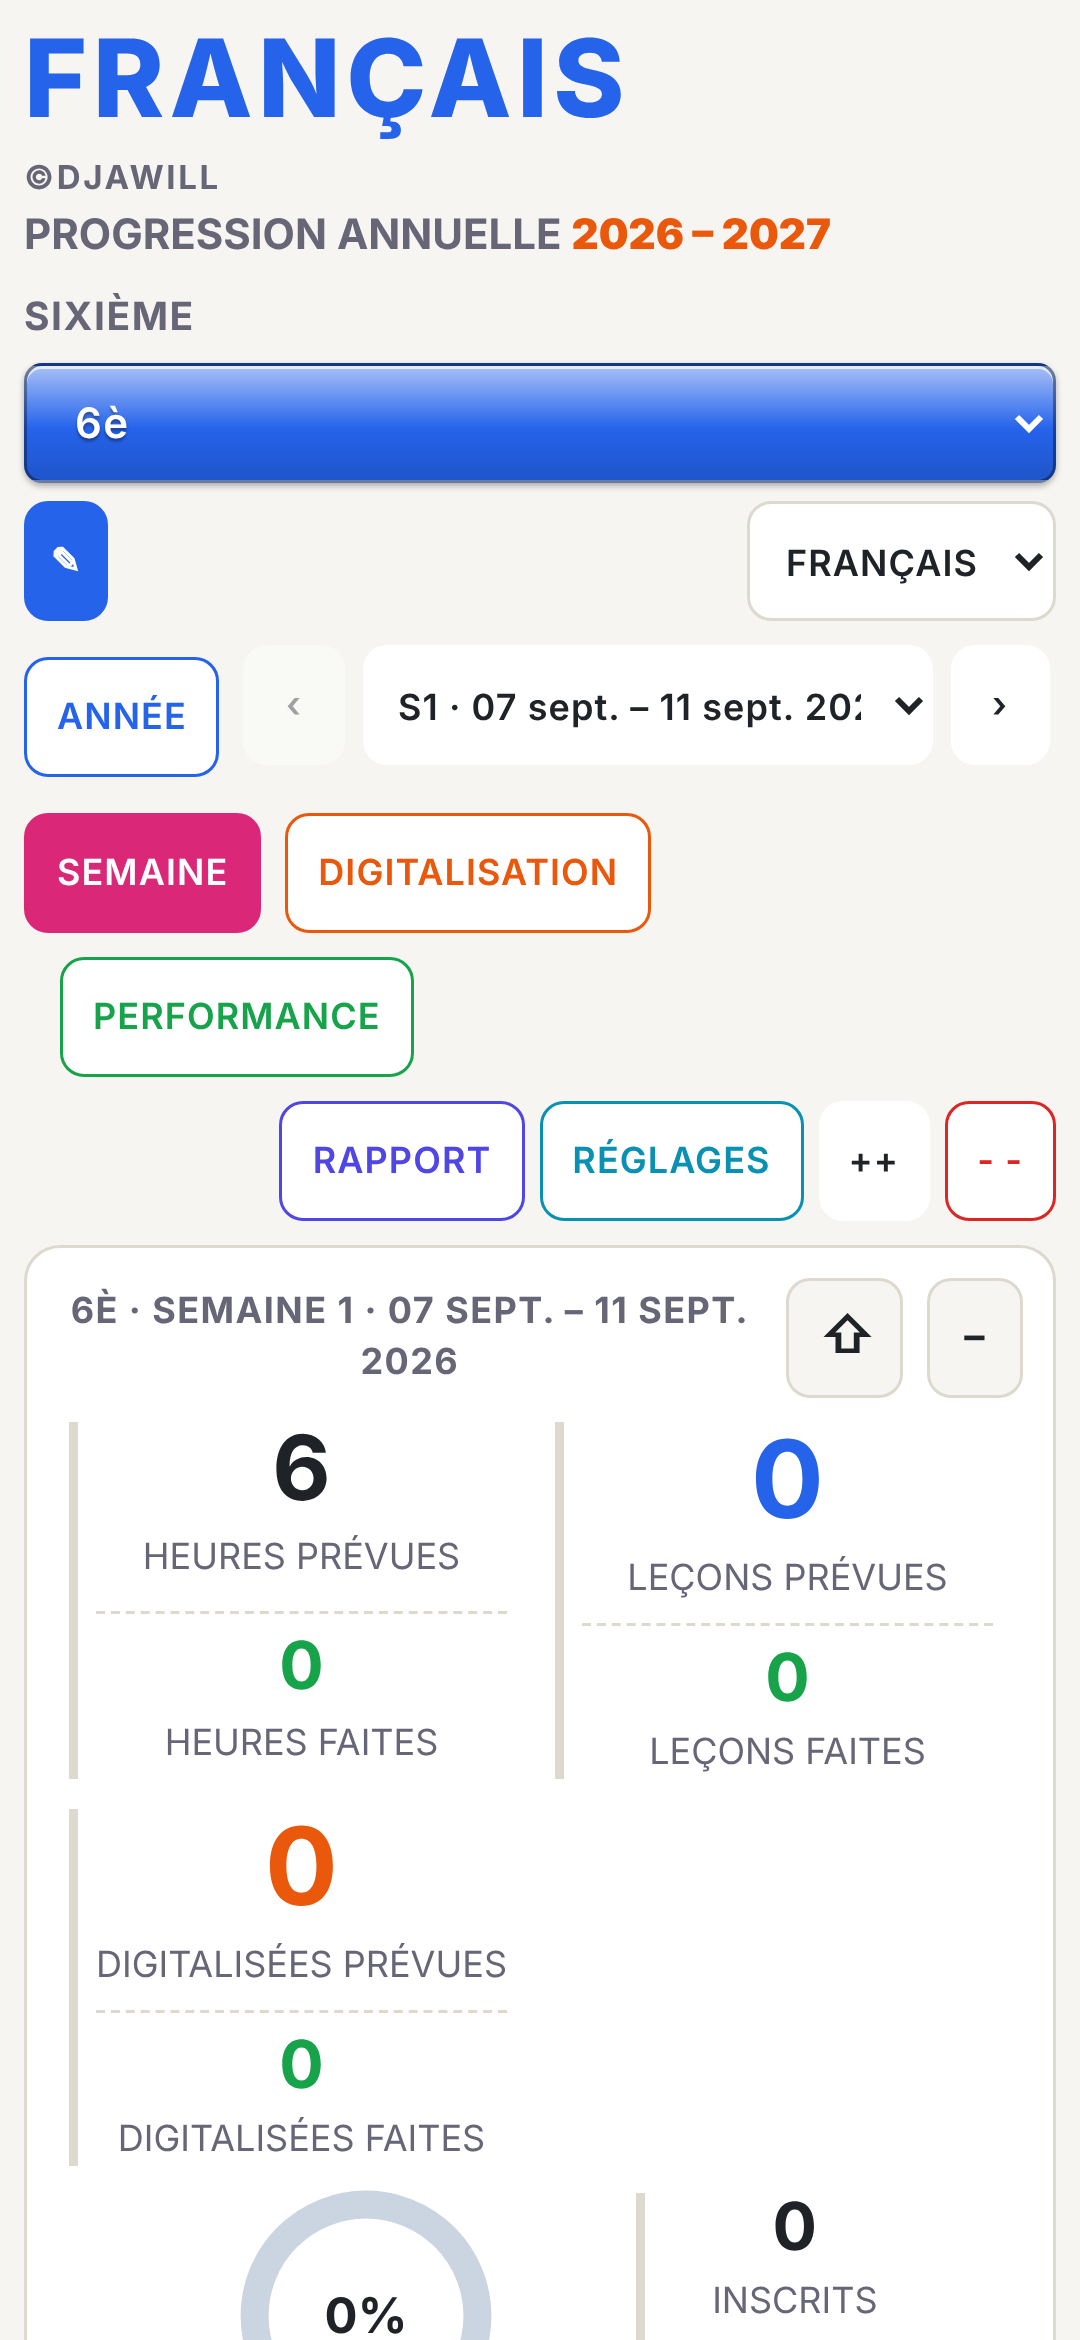 FRANÇAIS
©DJAWILL
PROGRESSION ANNUELLE 2026 – 2027
SIXIÈME
6è
FRANÇAIS
ANNÉE
‹
S1 · 07 sept. – 11 sept. 202
›
SEMAINE
DIGITALISATION
PERFORMANCE
RAPPORT
RÉGLAGES
++
- -
6È · SEMAINE 1 · 07 SEPT. – 11 SEPT.
2026
–
6
HEURES PRÉVUES
0
HEURES FAITES
0
LEÇONS PRÉVUES
0
LEÇONS FAITES
0
DIGITALISÉES PRÉVUES
0
DIGITALISÉES FAITES
0%
0
INSCRITS